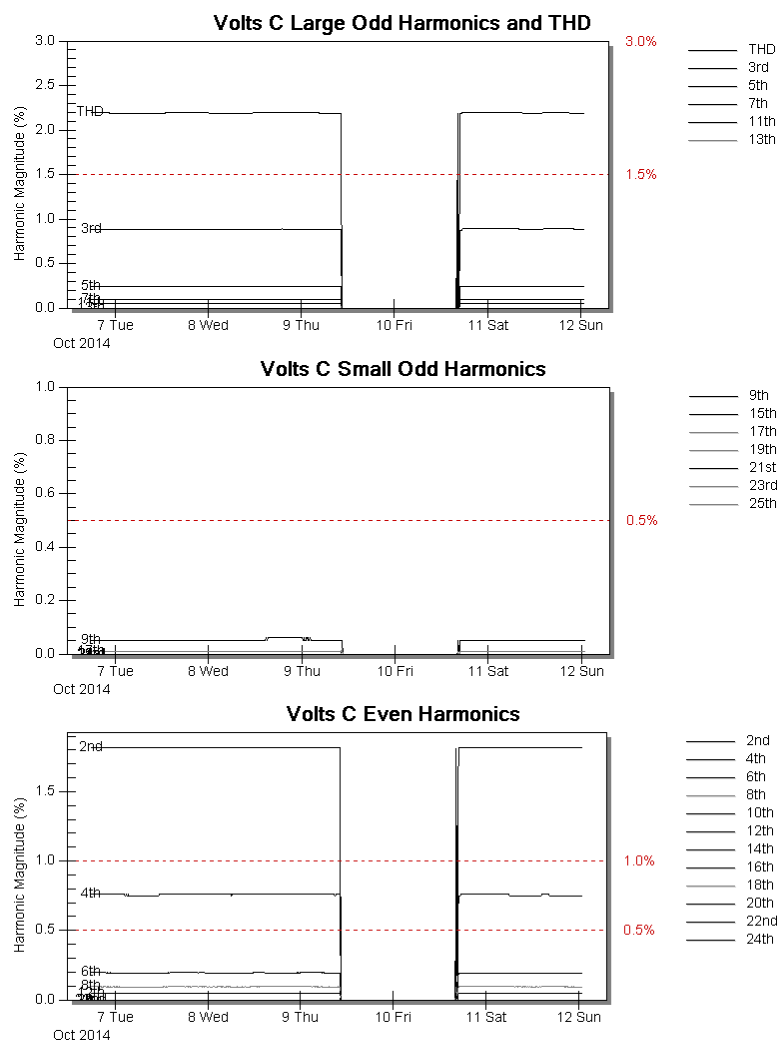 Volts C Large Odd Harmonics and THD
Harmonic Magnitude (%)
3.0
2.5
2.0
1.5
1.0
0.5
0.0
THD
3rd
5th
7th
13th
3.0%
1.5%
7 Tue
8 Wed
9 Thu
10 Fri
11 Sat
12 Sun
Oct 2014
THD
3rd
5th
7th
11th
13th
Volts C Small Odd Harmonics
Harmonic Magnitude (%)
1.0
0.8
0.6
0.4
0.2
0.0
9th
0.5%
7 Tue
8 Wed
9 Thu
10 Fri
11 Sat
12 Sun
Oct 2014
9th
15th
17th
19th
21st
23rd
25th
Volts C Even Harmonics
Harmonic Magnitude (%)
1.5
1.0
0.5
0.0
2nd
4th
6th
8th
1.0%
0.5%
7 Tue
8 Wed
9 Thu
10 Fri
11 Sat
12 Sun
Oct 2014
2nd
4th
6th
8th
10th
12th
14th
16th
18th
20th
22nd
24th